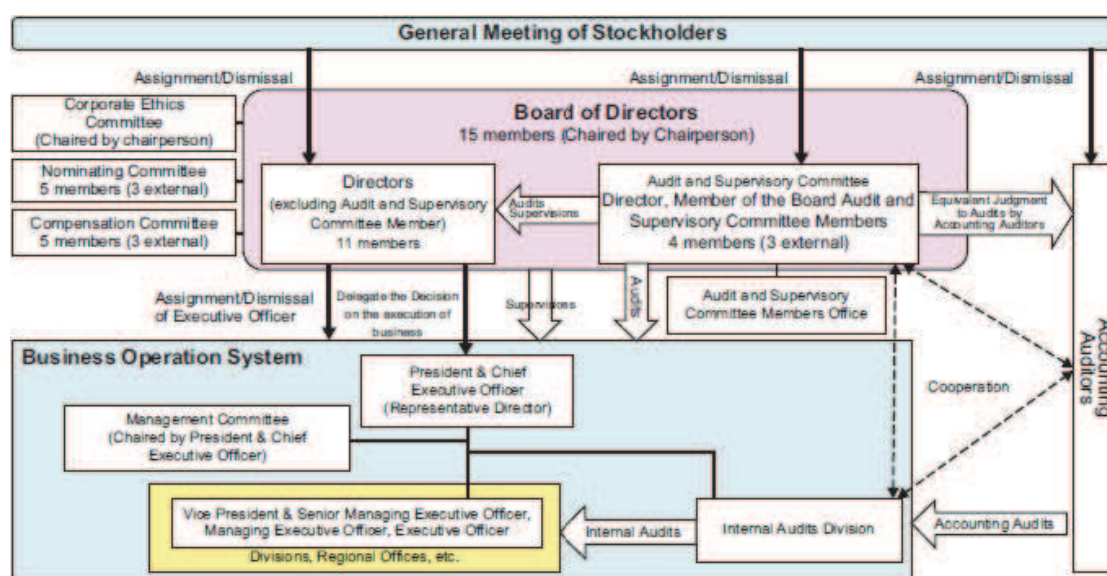 General Meeting of Stockholders
Assignment/Dismissal
Assignment/Dismissal
Assignment/Dismissal
Corporate Ethics
Committee
(Chaired by chairperson)
Nominating Committee
5 members (3 external)
Compensation Committee
5 members (3 external)
Board of Directors
15 members (Chaired by Chairperson)
Directors
(excluding Audit and Supervisory
Committee Member)
11 members
Audits
Supervisions
Audit and Supervisory Committee
Director, Member of the Board Audit and
Supervisory Committee Members
4 members (3 external)
Equivalent Judgment
to Audits by
Accounting Auditors
Assignment/Dismissal
of Executive Officer
Delegate the Decision
on the execution of
business
Supervisions
Audits
Audit and Supervisory
Committee Members Office
Accounting
Auditors
Business Operation System
President & Chief
Executive Officer
(Representative Director)
Cooperation
Management Committee
(Chaired by President & Chief
Executive Officer)
Vice President & Senior Managing Executive Officer,
Managing Executive Officer, Executive Officer
Divisions, Regional Offices, etc.
Internal Audits
Internal Audits Division
Accounting Audits